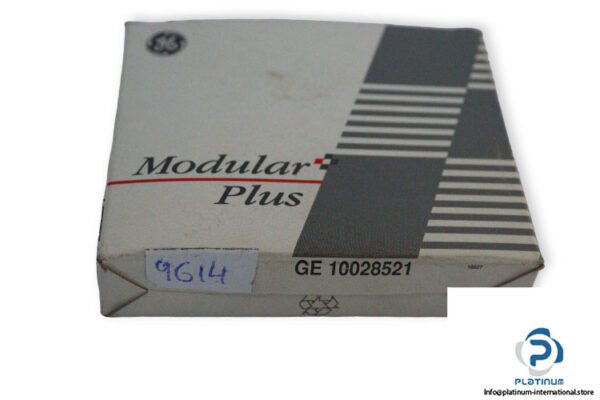 GE
Modular
Plus
9614
GE 10028521
PLATINUM
Info@platinum-international.store